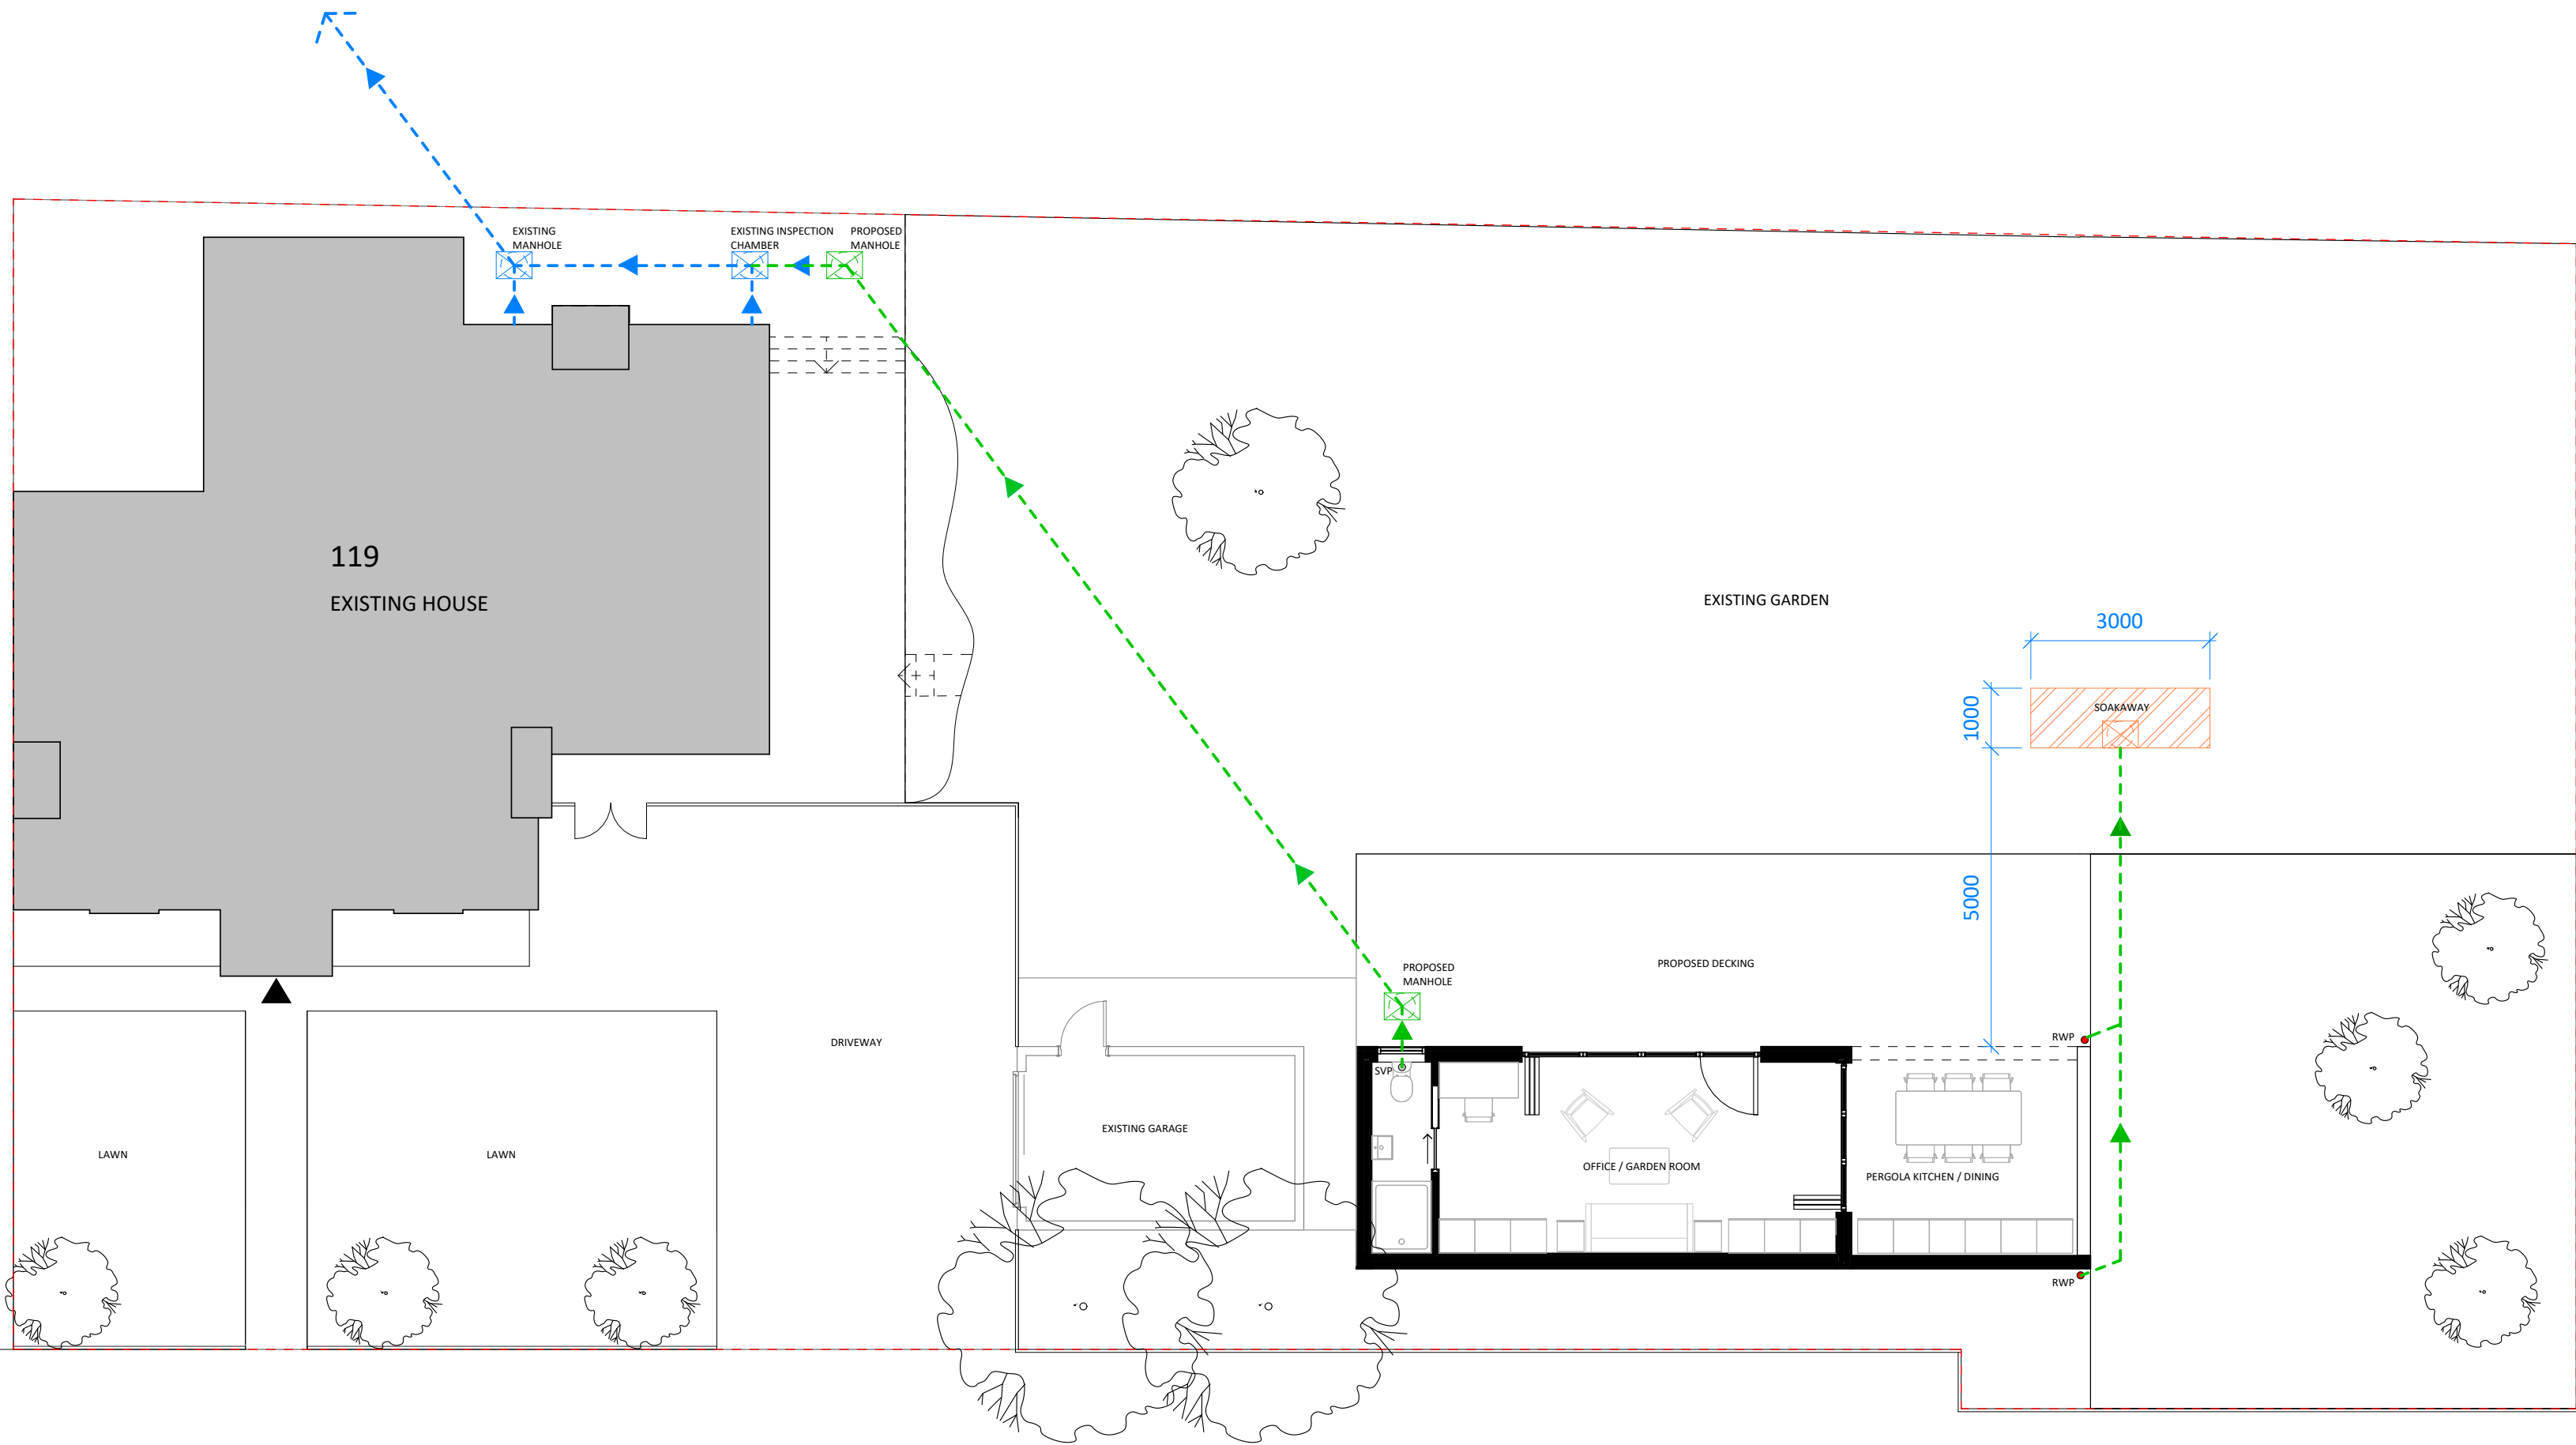 EXISTING
MANHOLE
EXISTING INSPECTION
CHAMBER
PROPOSED
MANHOLE
119
EXISTING HOUSE
EXISTING GARDEN
3000
1000
SOAKAWAY
5000
PROPOSED DECKING
PROPOSED
MANHOLE
DRIVEWAY
RWP
SVP
EXISTING GARAGE
LAWN
LAWN
OFFICE / GARDEN ROOM
PERGOLA KITCHEN / DINING
RWP